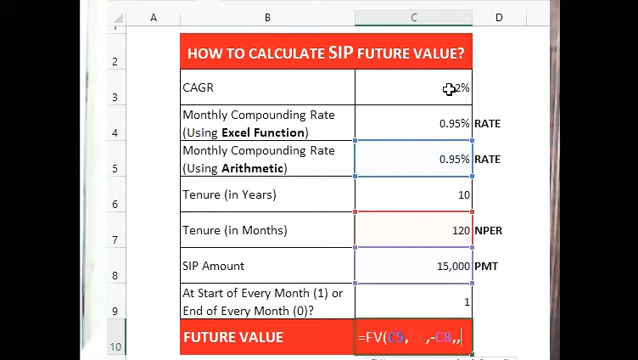 A B C D
HOW TO CALCULATE SIP FUTURE VALUE?
3 CAGR 2%
4 Monthly Compounding Rate
(Using Excel Function) 0.95% RATE
5 Monthly Compounding Rate
(Using Arithmetic) 0.95% RATE
6 Tenure (in Years) 10
7 Tenure (in Months) 120 NPER
8 SIP Amount 15,000 PMT
9 At Start of Every Month (1) or
End of Every Month (0)? 1
10 FUTURE VALUE =FV(C5, ,-C8,,